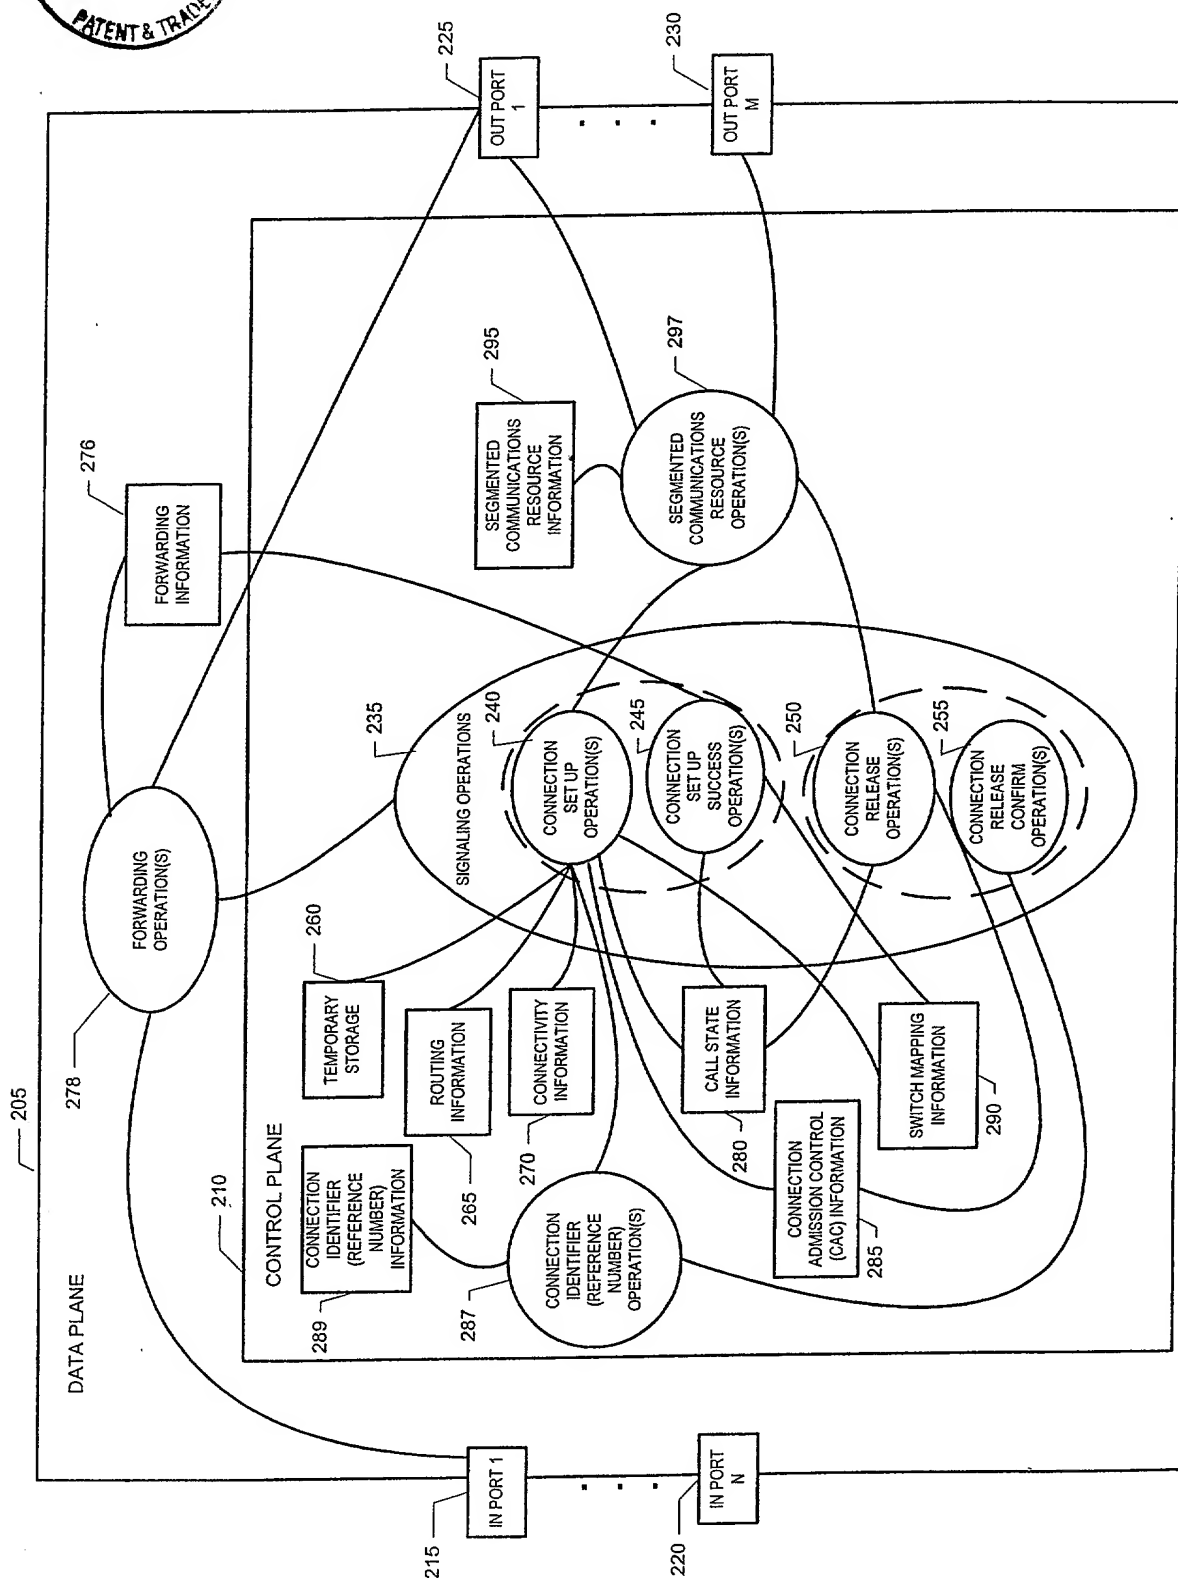 PATENT & TRADE
205
DATA PLANE
278
FORWARDING
OPERATION(S)
276
FORWARDING
INFORMATION
210
CONTROL PLANE
215
IN PORT 1
. . .
220
IN PORT
N
225
OUT PORT
1
. . .
230
OUT PORT
M
235
SIGNALING OPERATIONS
240
CONNECTION
SET UP
OPERATION(S)
245
CONNECTION
SET UP
SUCCESS
OPERATION(S)
250
CONNECTION
RELEASE
OPERATION(S)
255
CONNECTION
RELEASE
CONFIRM
OPERATION(S)
260
TEMPORARY
STORAGE
265
ROUTING
INFORMATION
270
CONNECTIVITY
INFORMATION
280
CALL STATE
INFORMATION
285
CONNECTION
ADMISSION CONTROL
(CAC) INFORMATION
287
CONNECTION
IDENTIFIER
(REFERENCE
NUMBER)
OPERATION(S)
289
CONNECTION
IDENTIFIER
(REFERENCE
NUMBER)
INFORMATION
290
SWITCH MAPPING
INFORMATION
295
SEGMENTED
COMMUNICATIONS
RESOURCE
INFORMATION
297
SEGMENTED
COMMUNICATIONS
RESOURCE
OPERATION(S)